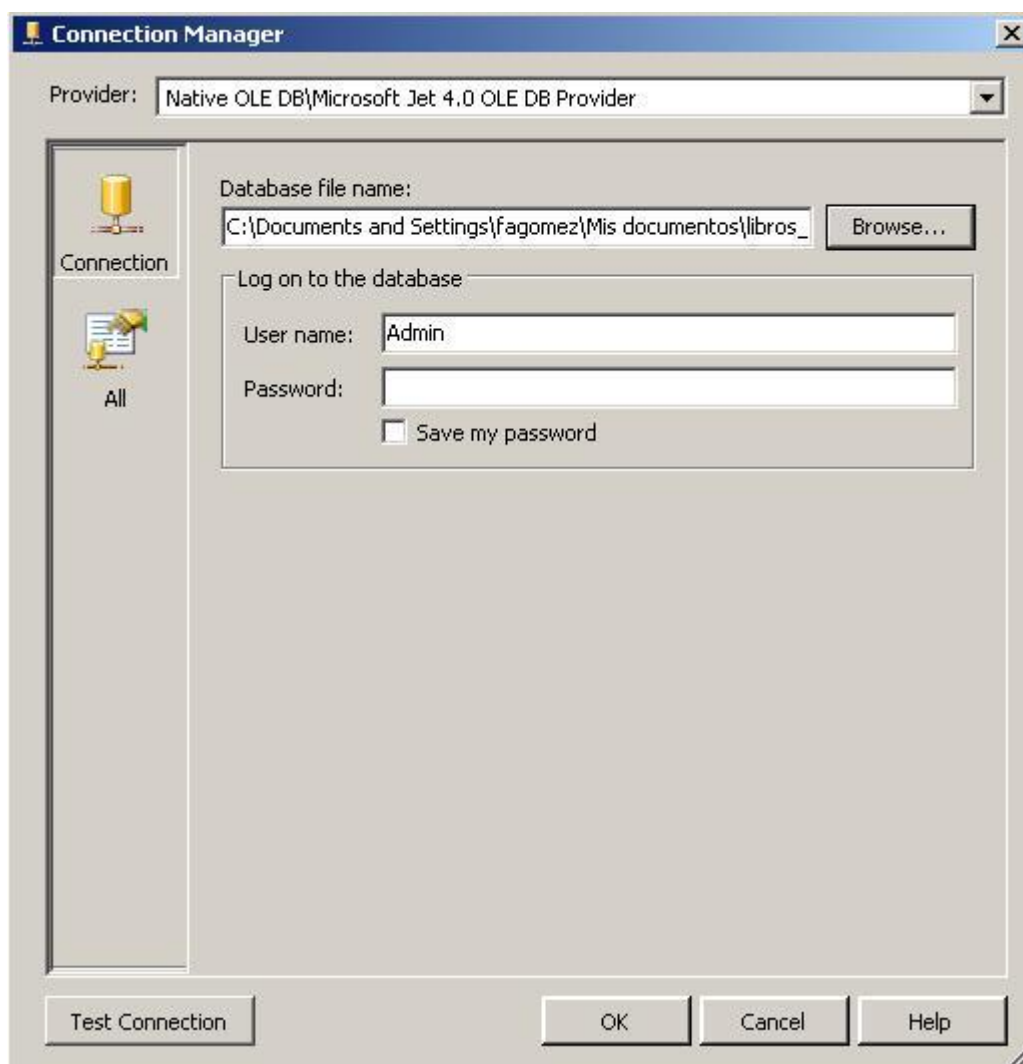 Connection Manager
Provider: Native OLE DB\Microsoft Jet 4.0 OLE DB Provider
Database file name:
C:\Documents and Settings\fagomez\Mis documentos\libros_ Browse...
Connection
Log on to the database
User name: Admin
Password:
All
Save my password
Test Connection OK Cancel Help